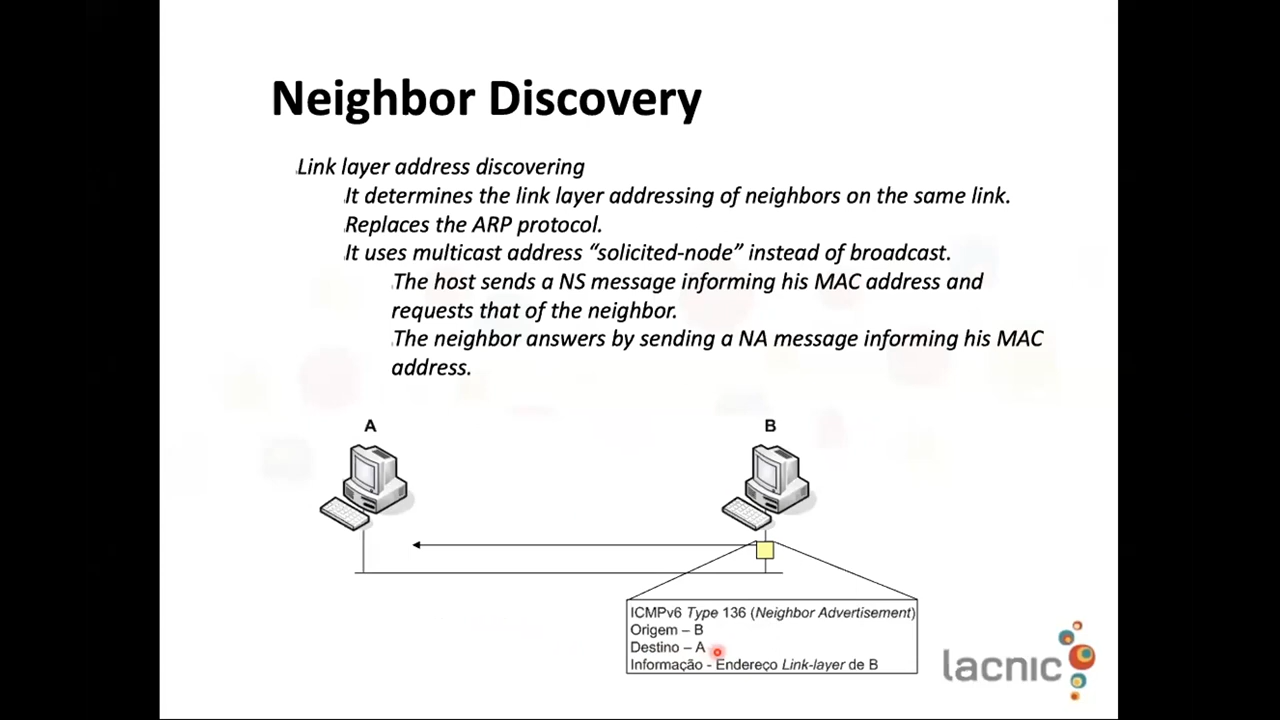 Neighbor Discovery
Link layer address discovering
It determines the link layer addressing of neighbors on the same link.
Replaces the ARP protocol.
It uses multicast address “solicited-node” instead of broadcast.
The host sends a NS message informing his MAC address and
requests that of the neighbor.
The neighbor answers by sending a NA message informing his MAC
address.
A
B
ICMPv6 Type 136 (Neighbor Advertisement)
Origem – B
Destino – A
Informação - Endereço Link-layer de B
lacnic